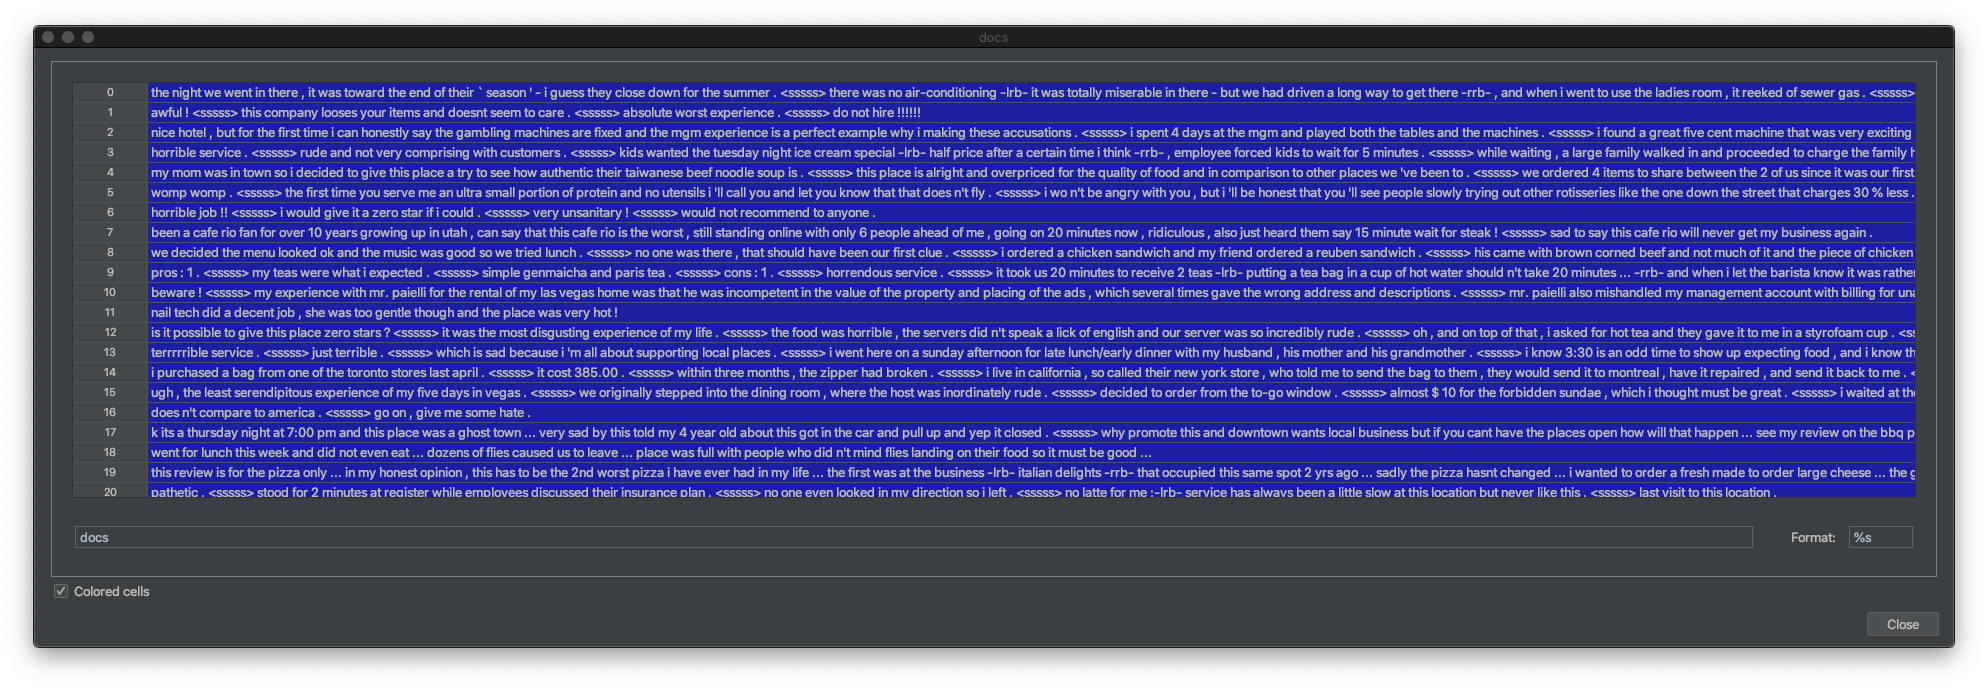 docs
0 the night we went in there , it was toward the end of their ` season ' - i guess they close down for the summer . <sssss> there was no air-conditioning -lrb- it was totally miserable in there - but we had driven a long way to get there -rrb- , and when i went to use the ladies room , it reeked of sewer gas . <sssss>
1 awful ! <sssss> this company looses your items and doesnt seem to care . <sssss> absolute worst experience . <sssss> do not hire !!!!!!
2 nice hotel , but for the first time i can honestly say the gambling machines are fixed and the mgm experience is a perfect example why i making these accusations . <sssss> i spent 4 days at the mgm and played both the tables and the machines . <sssss> i found a great five cent machine that was very exciting
3 horrible service . <sssss> rude and not very comprising with customers . <sssss> kids wanted the tuesday night ice cream special -lrb- half price after a certain time i think -rrb- , employee forced kids to wait for 5 minutes . <sssss> while waiting , a large family walked in and proceeded to charge the family
4 my mom was in town so i decided to give this place a try to see how authentic their taiwanese beef noodle soup is . <sssss> this place is alright and overpriced for the quality of food and in comparison to other places we 've been to . <sssss> we ordered 4 items to share between the 2 of us since it was our first
5 womp womp . <sssss> the first time you serve me an ultra small portion of protein and no utensils i 'll call you and let you know that that does n't fly . <sssss> i wo n't be angry with you , but i 'll be honest that you 'll see people slowly trying out other rotisseries like the one down the street that charges 30 % less .
6 horrible job !! <sssss> i would give it a zero star if i could . <sssss> very unsanitary ! <sssss> would not recommend to anyone .
7 been a cafe rio fan for over 10 years growing up in utah , can say that this cafe rio is the worst , still standing online with only 6 people ahead of me , going on 20 minutes now , ridiculous , also just heard them say 15 minute wait for steak ! <sssss> sad to say this cafe rio will never get my business again .
8 we decided the menu looked ok and the music was good so we tried lunch . <sssss> no one was there , that should have been our first clue . <sssss> i ordered a chicken sandwich and my friend ordered a reuben sandwich . <sssss> his came with brown corned beef and not much of it and the piece of chicken
9 pros : 1 . <sssss> my teas were what i expected . <sssss> simple genmaicha and paris tea . <sssss> cons : 1 . <sssss> horrendous service . <sssss> it took us 20 minutes to receive 2 teas -lrb- putting a tea bag in a cup of hot water should n't take 20 minutes ... -rrb- and when i let the barista know it was rather
10 beware ! <sssss> my experience with mr. paielli for the rental of my las vegas home was that he was incompetent in the value of the property and placing of the ads , which several times gave the wrong address and descriptions . <sssss> mr. paielli also mishandled my management account with billing for
11 nail tech did a decent job , she was too gentle though and the place was very hot !
12 is it possible to give this place zero stars ? <sssss> it was the most disgusting experience of my life . <sssss> the food was horrible , the servers did n't speak a lick of english and our server was so incredibly rude . <sssss> oh , and on top of that , i asked for hot tea and they gave it to me in a styrofoam cup .
13 terrrrrible service . <sssss> just terrible . <sssss> which is sad because i 'm all about supporting local places . <sssss> i went here on a sunday afternoon for late lunch/early dinner with my husband , his mother and his grandmother . <sssss> i know 3:30 is an odd time to show up expecting food , and i know
14 i purchased a bag from one of the toronto stores last april . <sssss> it cost 385.00 . <sssss> within three months , the zipper had broken . <sssss> i live in california , so called their new york store , who told me to send the bag to them , they would send it to montreal , have it repaired , and send it back to me .
15 ugh , the least serendipitous experience of my five days in vegas . <sssss> we originally stepped into the dining room , where the host was inordinately rude . <sssss> decided to order from the to-go window . <sssss> almost $ 10 for the forbidden sundae , which i thought must be great . <sssss> i waited at
16 does n't compare to america . <sssss> go on , give me some hate .
17 k its a thursday night at 7:00 pm and this place was a ghost town ... very sad by this told my 4 year old about this got in the car and pull up and yep it closed . <sssss> why promote this and downtown wants local business but if you cant have the places open how will that happen ... see my review on the bbq
18 went for lunch this week and did not even eat ... dozens of flies caused us to leave ... place was full with people who did n't mind flies landing on their food so it must be good ...
19 this review is for the pizza only ... in my honest opinion , this has to be the 2nd worst pizza i have ever had in my life ... the first was at the business -lrb- italian delights -rrb- that occupied this same spot 2 yrs ago ... sadly the pizza hasnt changed ... i wanted to order a fresh made to order large cheese ... the
20 pathetic . <sssss> stood for 2 minutes at register while employees discussed their insurance plan . <sssss> no one even looked in my direction so i left . <sssss> no latte for me :-lrb- service has always been a little slow at this location but never like this . <sssss> last visit to this location .
docs Format: %s
Colored cells
Close